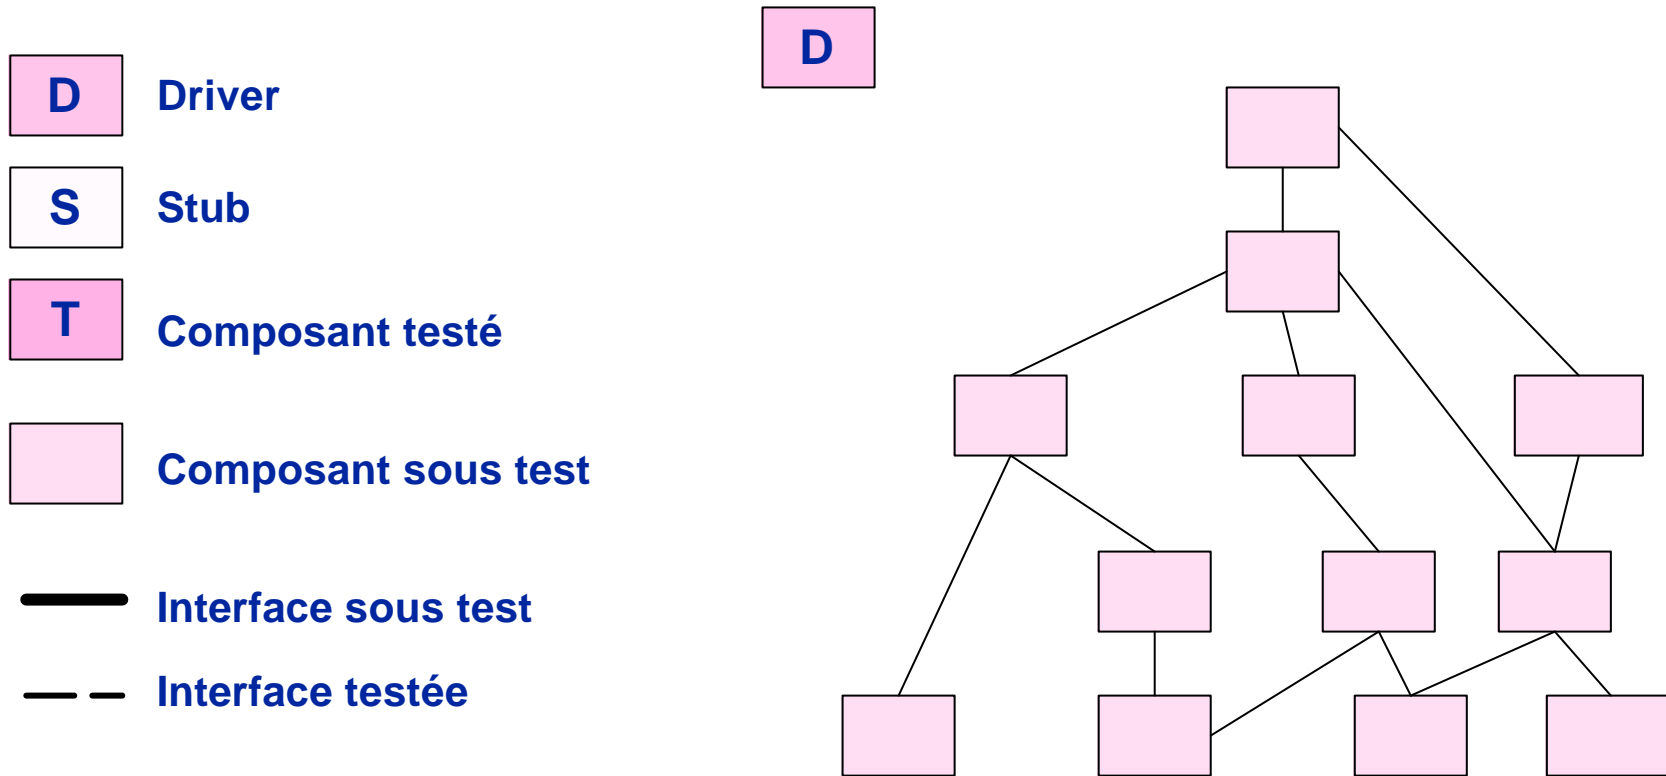 D
D Driver
S Stub
T Composant testé
Composant sous test
Interface sous test
Interface testée